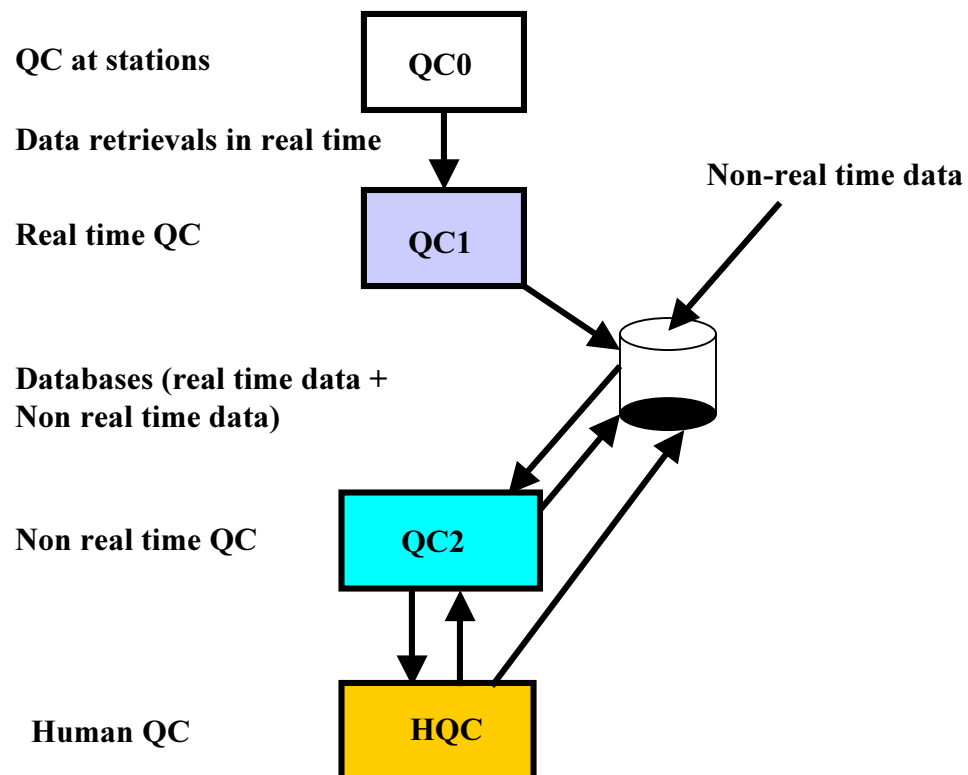 QC at stations
QC0
Data retrievals in real time
Non-real time data
Real time QC
QC1
Databases (real time data +
Non real time data)
Non real time QC
QC2
Human QC
HQC